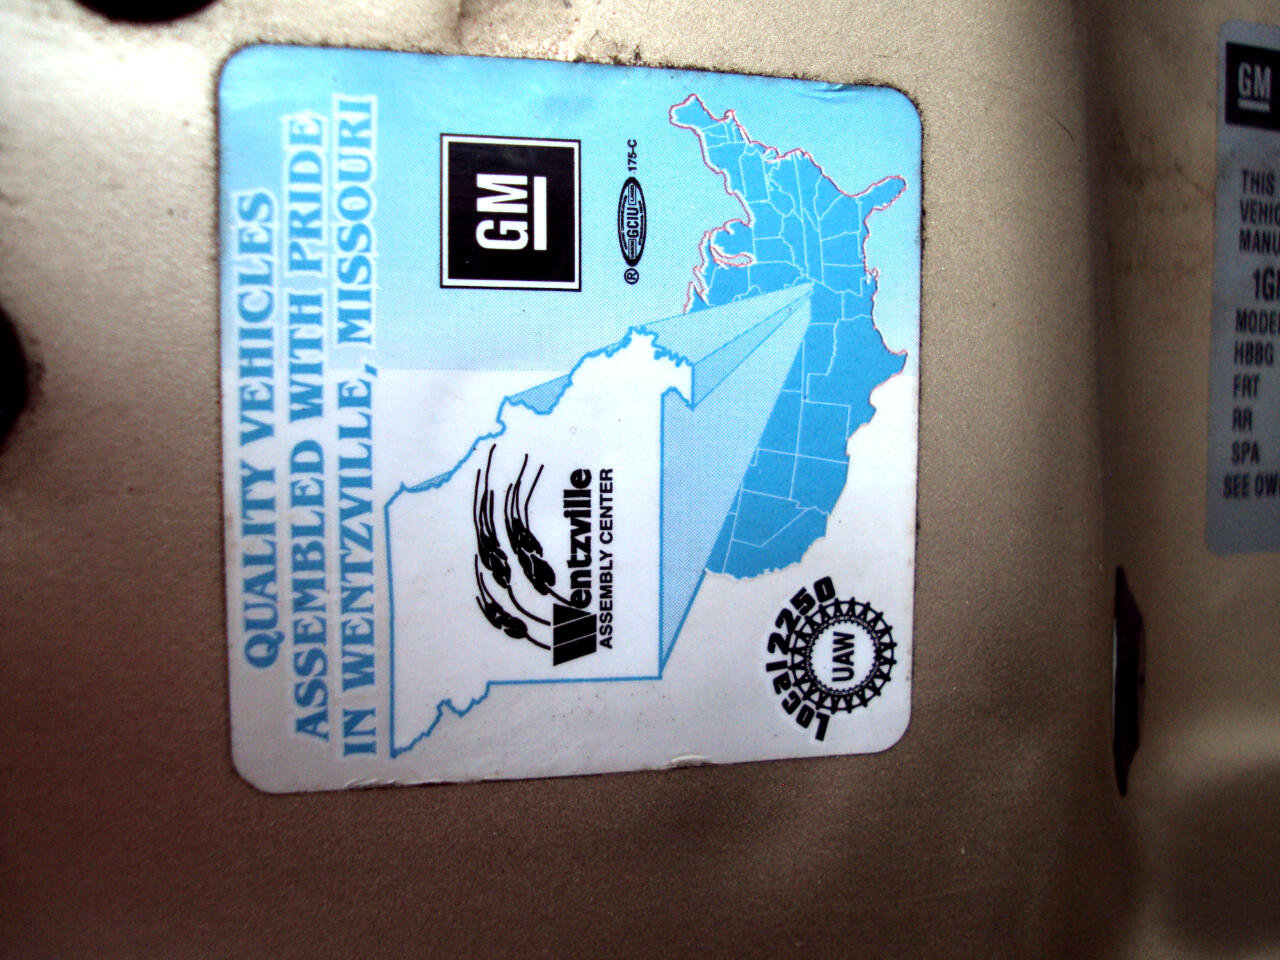 QUALITY VEHICLES
ASSEMBLED WITH PRIDE
IN WENTZVILLE, MISSOURI
GM
® GCIU 175-C
Wentzville
ASSEMBLY CENTER
Local 2250
UAW
GM
THIS
VEHIC
MANU
1G
MODE
HBBG
FRT
RR
SPA
SEE OW